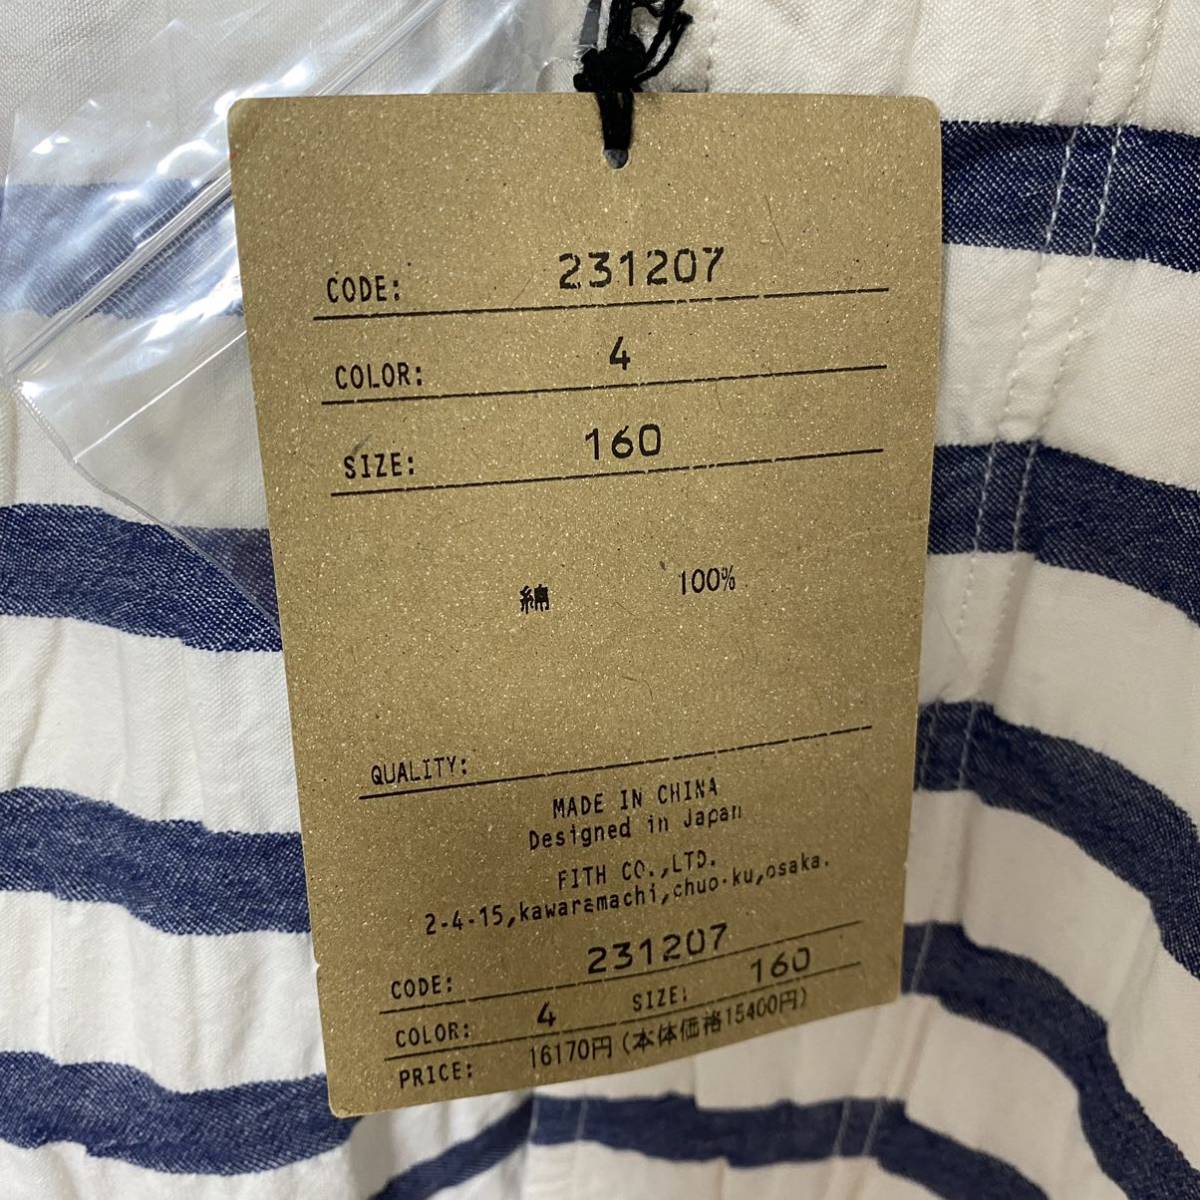 CODE: 231207
COLOR: 4
SIZE: 160
綿 100%
QUALITY:
MADE IN CHINA
Designed in Japan
FITH CO.,LTD.
2-4-15,kawaramachi,chuo-ku,osaka.
CODE: 231207
COLOR: 4 SIZE: 160
PRICE: 16170円(本体価格15400円)